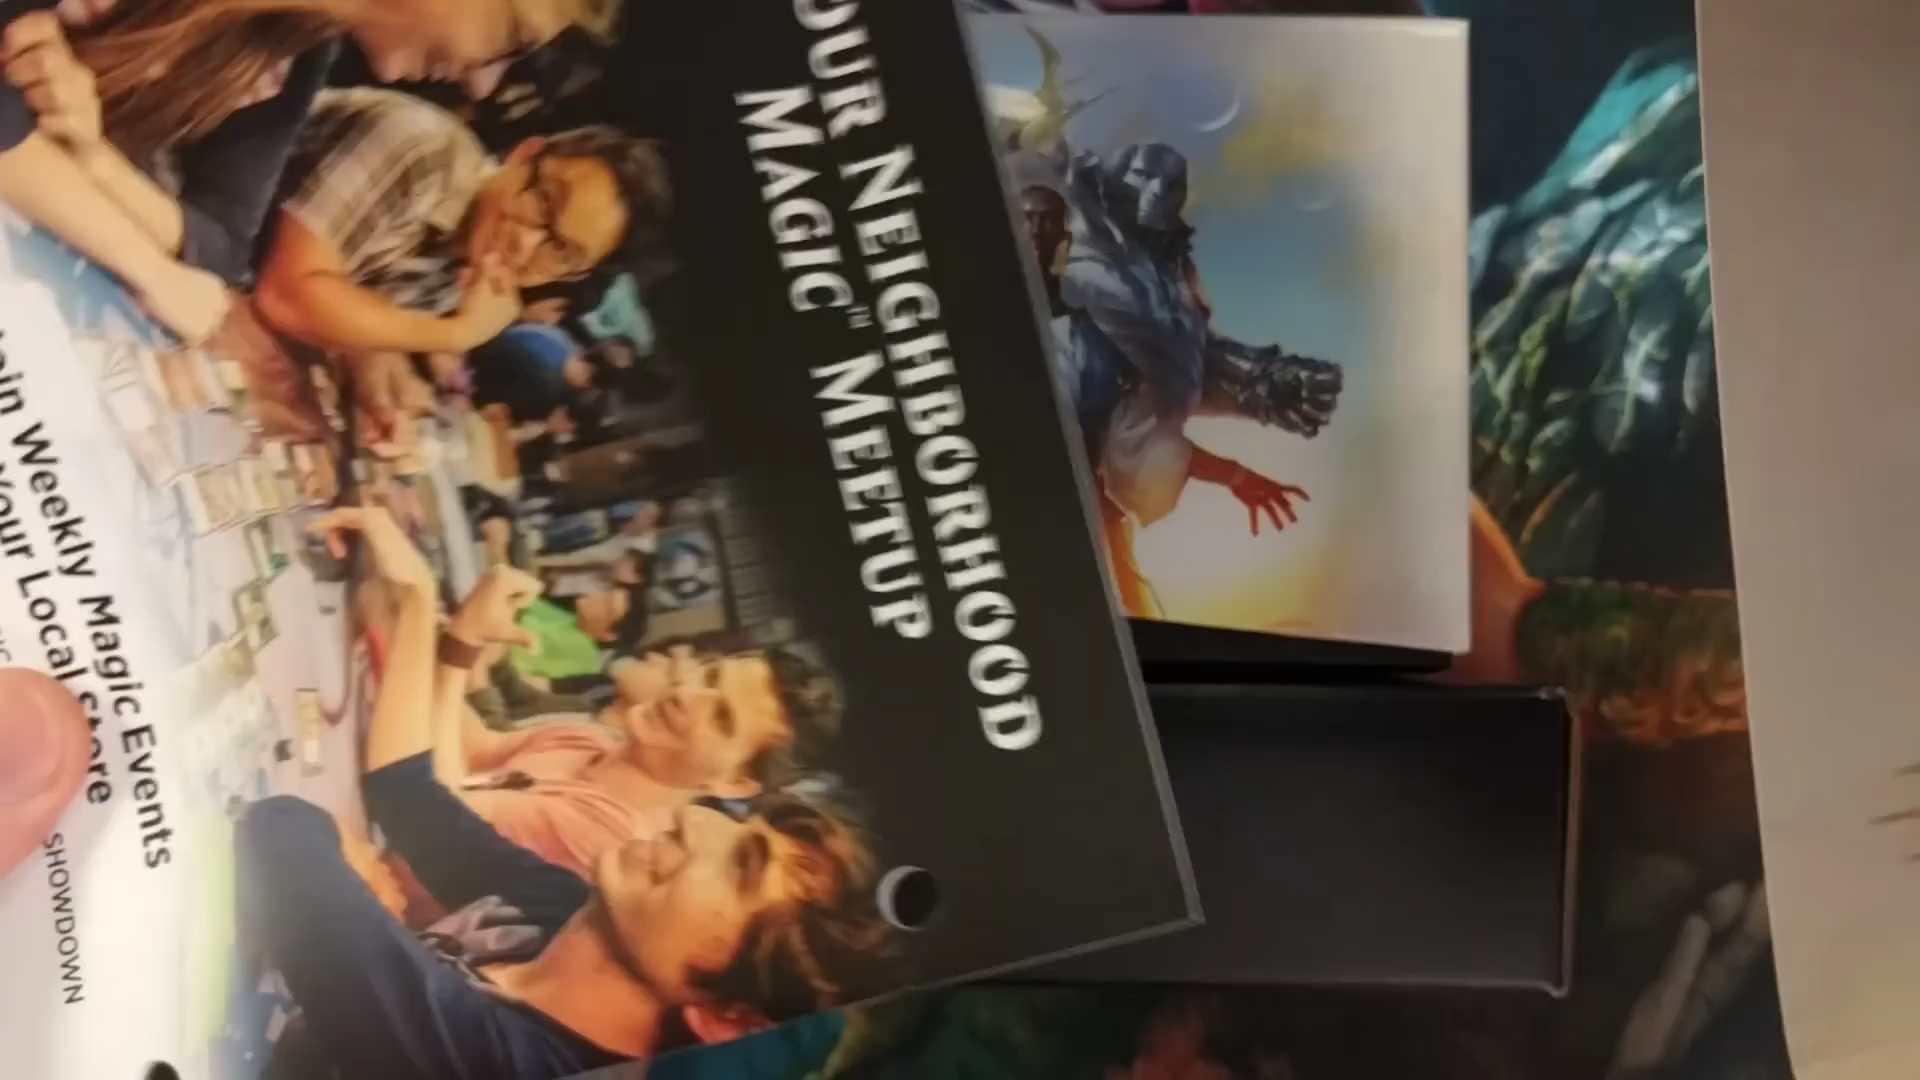 OUR NEIGHBORHOOD
MAGIC™ MEETUP
Weekly Magic Events
Your Local Store
SHOWDOWN